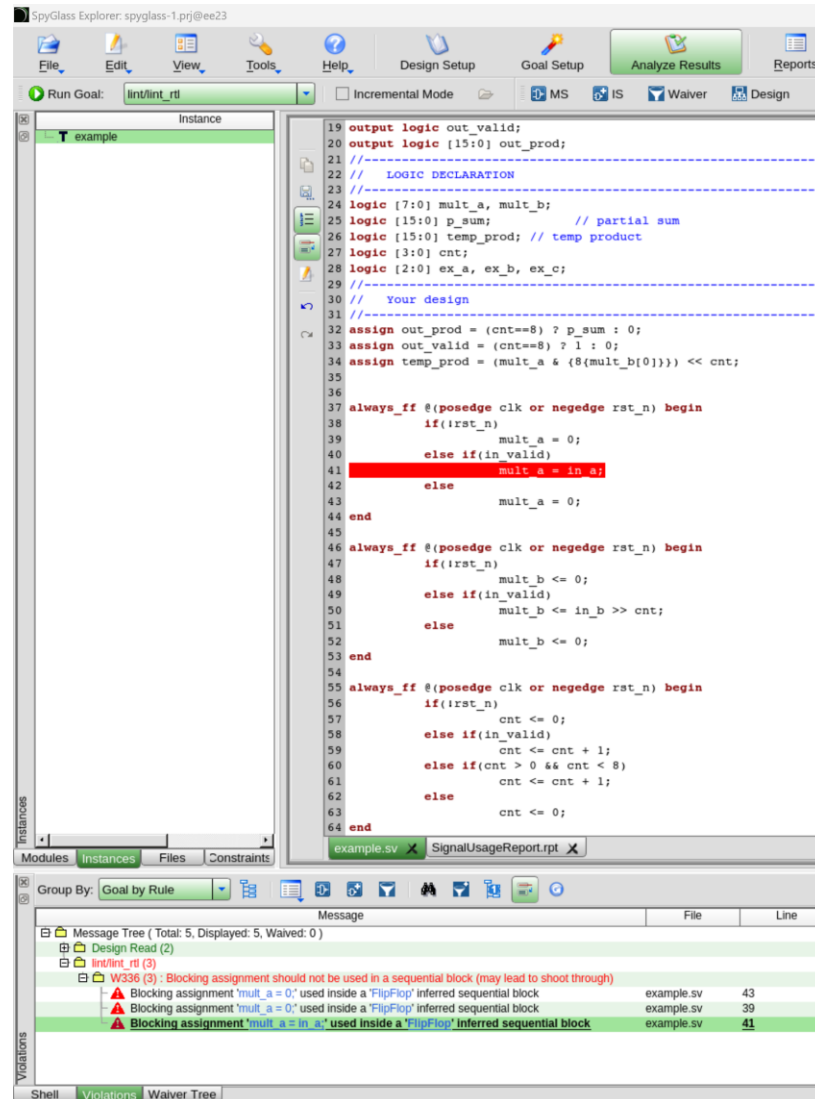 SpyGlass Explorer: spyglass-1.prj@ee23
File Edit View Tools Help Design Setup Goal Setup Analyze Results Reports
Run Goal: lint/lint_rtl Incremental Mode MS IS Waiver Design
Instance
T example
19 output logic out_valid;
20 output logic [15:0] out_prod;
21 //---------------------------------------------------------------
22 //   LOGIC DECLARATION
23 //---------------------------------------------------------------
24 logic [7:0] mult_a, mult_b;
25 logic [15:0] p_sum;           // partial sum
26 logic [15:0] temp_prod; // temp product
27 logic [3:0] cnt;
28 logic [2:0] ex_a, ex_b, ex_c;
29 //---------------------------------------------------------------
30 //   Your design
31 //---------------------------------------------------------------
32 assign out_prod = (cnt==8) ? p_sum : 0;
33 assign out_valid = (cnt==8) ? 1 : 0;
34 assign temp_prod = (mult_a & {8{mult_b[0]}}) << cnt;
35
36
37 always_ff @(posedge clk or negedge rst_n) begin
38 if(!rst_n)
39 mult_a = 0;
40 else if(in_valid)
41 mult_a = in_a;
42 else
43 mult_a = 0;
44 end
45
46 always_ff @(posedge clk or negedge rst_n) begin
47 if(!rst_n)
48 mult_b <= 0;
49 else if(in_valid)
50 mult_b <= in_b >> cnt;
51 else
52 mult_b <= 0;
53 end
54
55 always_ff @(posedge clk or negedge rst_n) begin
56 if(!rst_n)
57 cnt <= 0;
58 else if(in_valid)
59 cnt <= cnt + 1;
60 else if(cnt > 0 && cnt < 8)
61 cnt <= cnt + 1;
62 else
63 cnt <= 0;
64 end
Instances
Modules Instances Files Constraints
example.sv SignalUsageReport.rpt
Group By: Goal by Rule
Message File Line
Message Tree ( Total: 5, Displayed: 5, Waived: 0 )
Design Read (2)
lint/lint_rtl (3)
W336 (3) : Blocking assignment should not be used in a sequential block (may lead to shoot through)
Blocking assignment 'mult_a = 0;' used inside a 'FlipFlop' inferred sequential block example.sv 43
Blocking assignment 'mult_a = 0;' used inside a 'FlipFlop' inferred sequential block example.sv 39
Blocking assignment 'mult_a = in_a;' used inside a 'FlipFlop' inferred sequential block example.sv 41
Violations
Shell Violations Waiver Tree